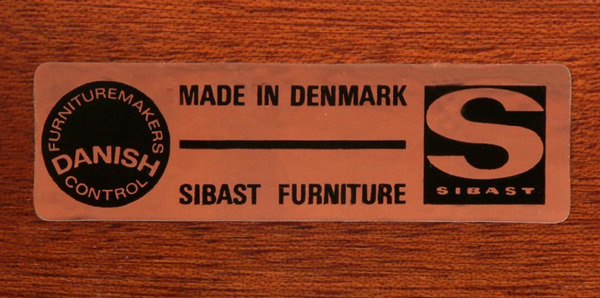 FURNITUREMAKERS
DANISH
CONTROL
MADE IN DENMARK
SIBAST FURNITURE
S
SIBAST